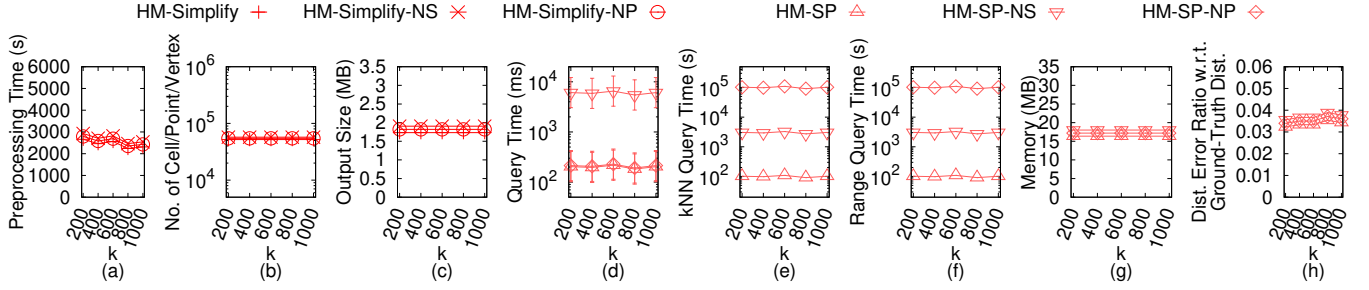 HM-Simplify HM-Simplify-NS HM-Simplify-NP HM-SP HM-SP-NS HM-SP-NP
Preprocessing Time (s)
6000
5000
4000
3000
2000
1000
0
200 400 600 800 1000
k
(a)
No. of Cell/Point/Vertex
10^6
10^5
10^4
200 400 600 800 1000
k
(b)
Output Size (MB)
3.5
3
2.5
2
1.5
1
0.5
0
200 400 600 800 1000
k
(c)
Query Time (ms)
10^4
10^3
10^2
200 400 600 800 1000
k
(d)
kNN Query Time (s)
10^5
10^4
10^3
10^2
200 400 600 800 1000
k
(e)
Range Query Time (s)
10^5
10^4
10^3
10^2
200 400 600 800 1000
k
(f)
Memory (MB)
35
30
25
20
15
10
5
0
200 400 600 800 1000
k
(g)
Dist. Error Ratio w.r.t.
Ground-Truth Dist.
0.06
0.05
0.04
0.03
0.02
0.01
0
200 400 600 800 1000
k
(h)